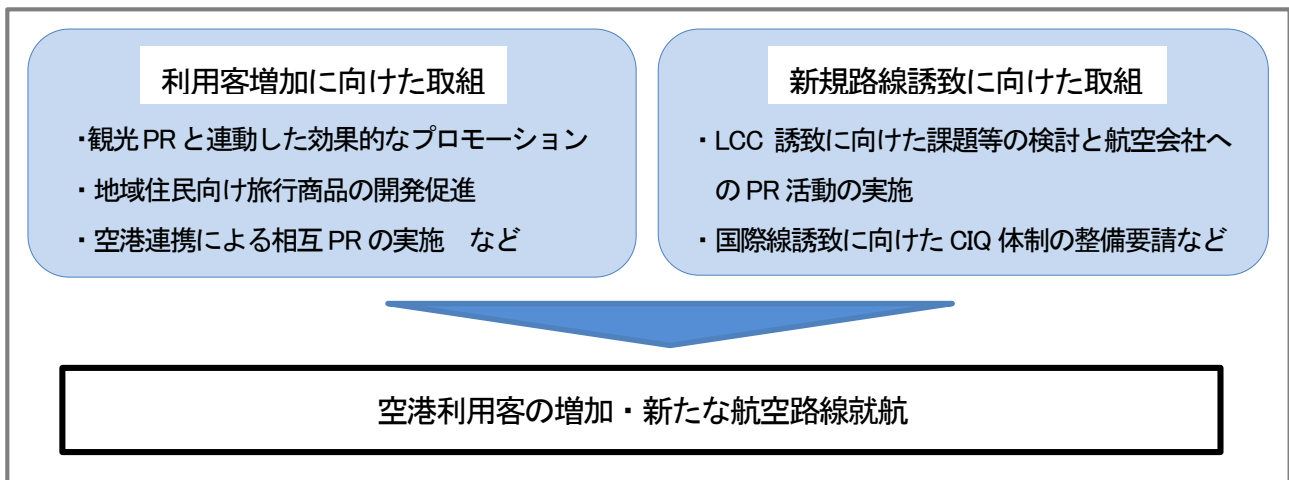 利用客増加に向けた取組
・観光PRと連動した効果的なプロモーション
・地域住民向け旅行商品の開発促進
・空港連携による相互PRの実施　など
新規路線誘致に向けた取組
・LCC 誘致に向けた課題等の検討と航空会社へ
のPR活動の実施
・国際線誘致に向けたCIQ体制の整備要請など
空港利用客の増加・新たな航空路線就航